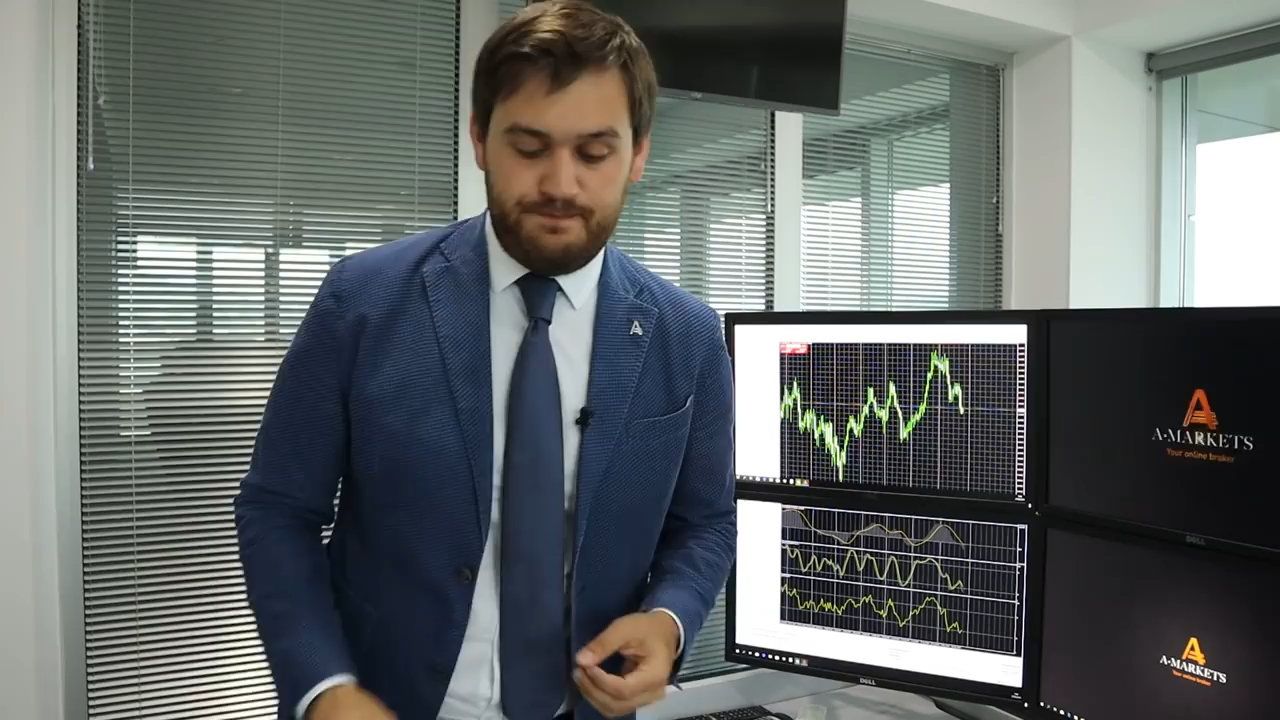 A
A-MARKETS
Your online broker
DELL
DELL
A-MARKETS
Your online broker